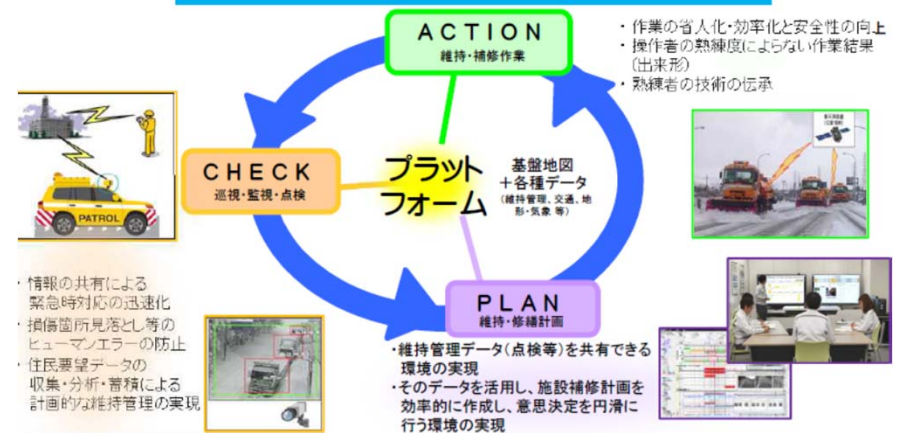 ACTION
維持・補修作業
・作業の省人化・効率化と安全性の向上
・操作者の熟練度によらない作業結果
(出来形)
・熟練者の技術の伝承
CHECK
巡視・監視・点検
PATROL
プラット
フォーム
基盤地図
＋各種データ
(維持管理、交通、地
形・気象 等)
・情報の共有による
緊急時対応の迅速化
・損傷箇所見落とし等の
ヒューマンエラーの防止
・住民要望データの
収集・分析・蓄積による
計画的な維持管理の実現
PLAN
維持・修繕計画
・維持管理データ(点検等)を共有できる
環境の実現
・そのデータを活用し、施設補修計画を
効率的に作成し、意思決定を円滑に
行う環境の実現